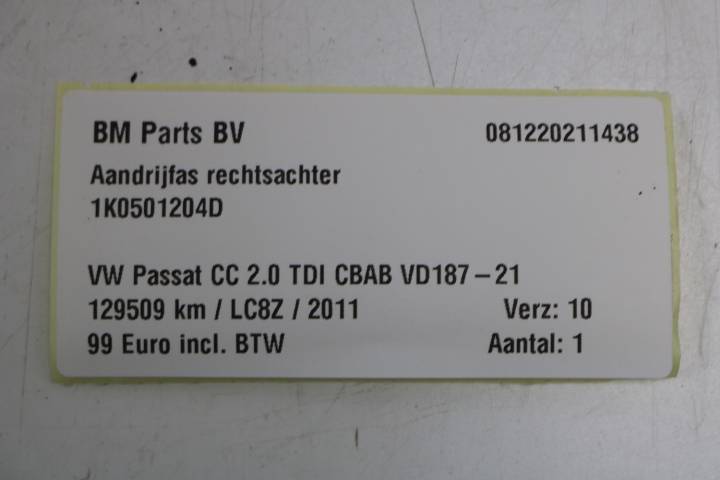 BM Parts BV 081220211438
Aandrijfas rechtsachter
1K0501204D
VW Passat CC 2.0 TDI CBAB VD187-21
129509 km / LC8Z / 2011 Verz: 10
99 Euro incl. BTW Aantal: 1